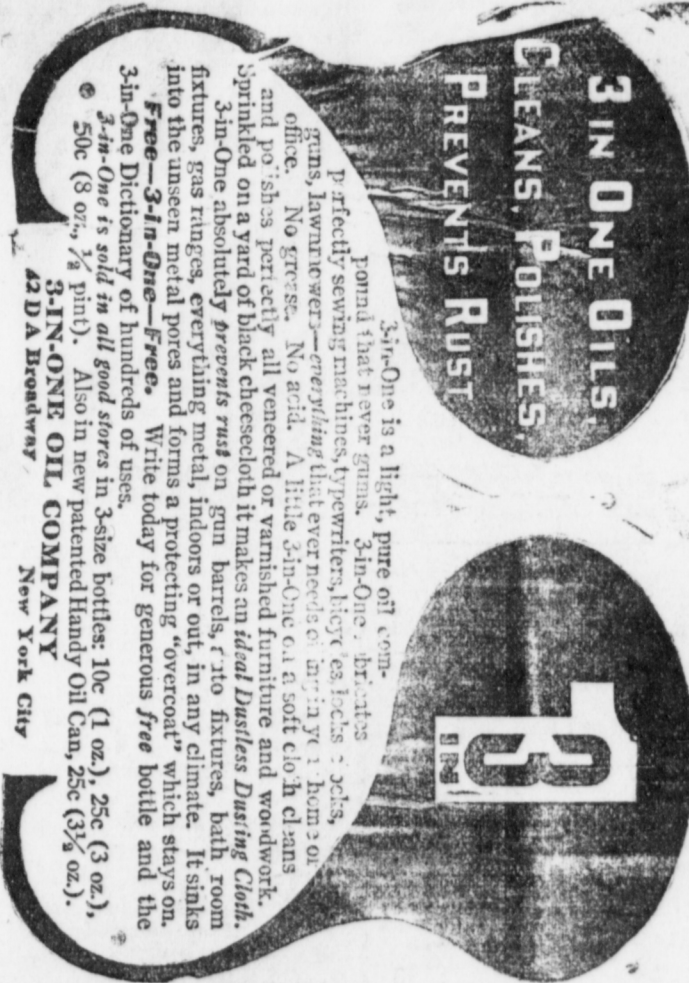 3 IN ONE OILS,
CLEANS, POLISHES,
PREVENTS RUST
3 IN 1
3-in-One is a light, pure oil com-
pound that never gums. 3-in-One lubricates
perfectly sewing machines, typewriters, bicycles, locks, clocks,
guns, lawnmowers—everything that ever needs oiling in your home or
office. No grease. No acid. A little 3-in-One on a soft cloth cleans
and polishes perfectly all veneered or varnished furniture and woodwork.
Sprinkled on a yard of black cheesecloth it makes an ideal Dustless Dusting Cloth.
3-in-One absolutely prevents rust on gun barrels, auto fixtures, bath room
fixtures, gas ranges, everything metal, indoors or out, in any climate. It sinks
into the unseen metal pores and forms a protecting "overcoat" which stays on.
Free—3-in-One—Free. Write today for generous free bottle and the
3-in-One Dictionary of hundreds of uses.
3-in-One is sold in all good stores in 3-size bottles: 10c (1 oz.), 25c (3 oz.),
50c (8 oz., ½ pint). Also in new patented Handy Oil Can, 25c (3½ oz.).
3-IN-ONE OIL COMPANY
42 D A Broadway New York City